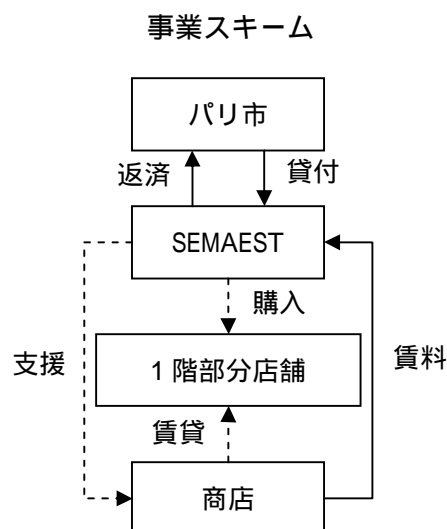 事業スキーム
パリ市
返済
貸付
SEMAEST
購入
支援
1階部分店舗
賃料
賃貸
商店